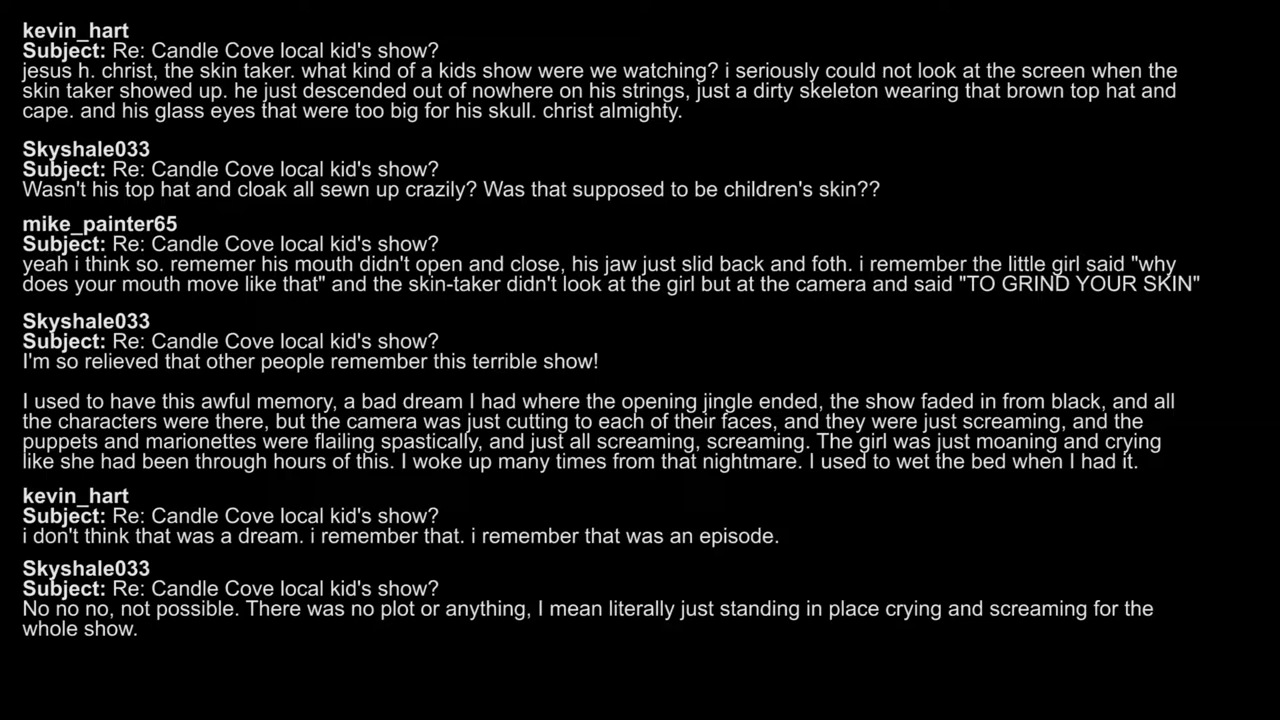 kevin_hart
Subject: Re: Candle Cove local kid's show?
jesus h. christ, the skin taker. what kind of a kids show were we watching? i seriously could not look at the screen when the
skin taker showed up. he just descended out of nowhere on his strings, just a dirty skeleton wearing that brown top hat and
cape. and his glass eyes that were too big for his skull. christ almighty.
Skyshale033
Subject: Re: Candle Cove local kid's show?
Wasn't his top hat and cloak all sewn up crazily? Was that supposed to be children's skin??
mike_painter65
Subject: Re: Candle Cove local kid's show?
yeah i think so. rememer his mouth didn't open and close, his jaw just slid back and foth. i remember the little girl said "why
does your mouth move like that" and the skin-taker didn't look at the girl but at the camera and said "TO GRIND YOUR SKIN"
Skyshale033
Subject: Re: Candle Cove local kid's show?
I'm so relieved that other people remember this terrible show!
I used to have this awful memory, a bad dream I had where the opening jingle ended, the show faded in from black, and all
the characters were there, but the camera was just cutting to each of their faces, and they were just screaming, and the
puppets and marionettes were flailing spastically, and just all screaming, screaming. The girl was just moaning and crying
like she had been through hours of this. I woke up many times from that nightmare. I used to wet the bed when I had it.
kevin_hart
Subject: Re: Candle Cove local kid's show?
i don't think that was a dream. i remember that. i remember that was an episode.
Skyshale033
Subject: Re: Candle Cove local kid's show?
No no no, not possible. There was no plot or anything, I mean literally just standing in place crying and screaming for the
whole show.